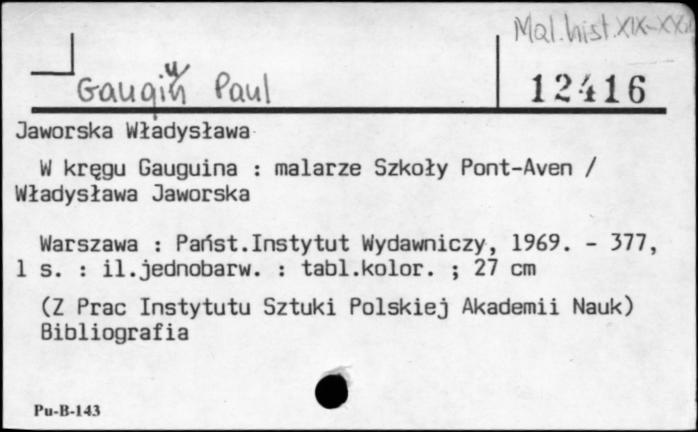 Mal.hist.XIX-XX
Gauguin Paul
12416
Jaworska Władysława
W kręgu Gauguina : malarze Szkoły Pont-Aven /
Władysława Jaworska
Warszawa : Państ.Instytut Wydawniczy, 1969. - 377,
1 s. : il.jednobarw. : tabl.kolor. ; 27 cm
(Z Prac Instytutu Sztuki Polskiej Akademii Nauk)
Bibliografia
Pu-B-143